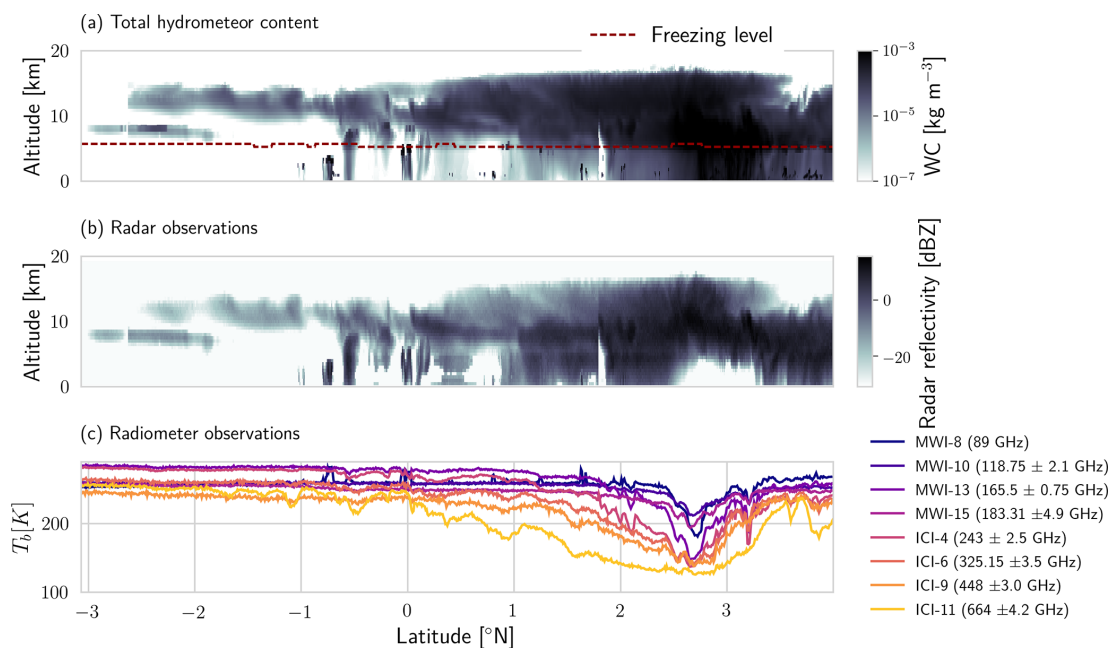 (a) Total hydrometeor content
Freezing level
20
10
0
Altitude [km]
10⁻³
10⁻⁵
10⁻⁷
WC [kg m⁻³]
(b) Radar observations
20
10
0
Altitude [km]
0
−20
Radar reflectivity [dBZ]
(c) Radiometer observations
200
100
T_b[K]
−3 −2 −1 0 1 2 3
Latitude [°N]
MWI-8 (89 GHz)
MWI-10 (118.75 ± 2.1 GHz)
MWI-13 (165.5 ± 0.75 GHz)
MWI-15 (183.31 ±4.9 GHz)
ICI-4 (243 ± 2.5 GHz)
ICI-6 (325.15 ±3.5 GHz)
ICI-9 (448 ±3.0 GHz)
ICI-11 (664 ±4.2 GHz)